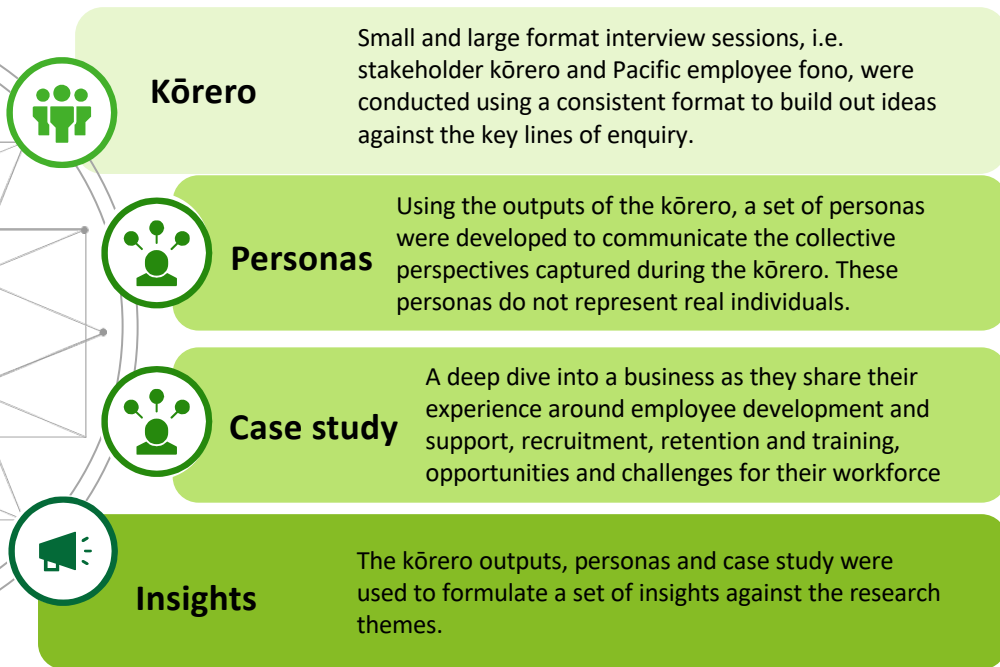 Kōrero
Small and large format interview sessions, i.e.
stakeholder kōrero and Pacific employee fono, were
conducted using a consistent format to build out ideas
against the key lines of enquiry.
Personas
Using the outputs of the kōrero, a set of personas
were developed to communicate the collective
perspectives captured during the kōrero. These
personas do not represent real individuals.
Case study
A deep dive into a business as they share their
experience around employee development and
support, recruitment, retention and training,
opportunities and challenges for their workforce
Insights
The kōrero outputs, personas and case study were
used to formulate a set of insights against the research
themes.